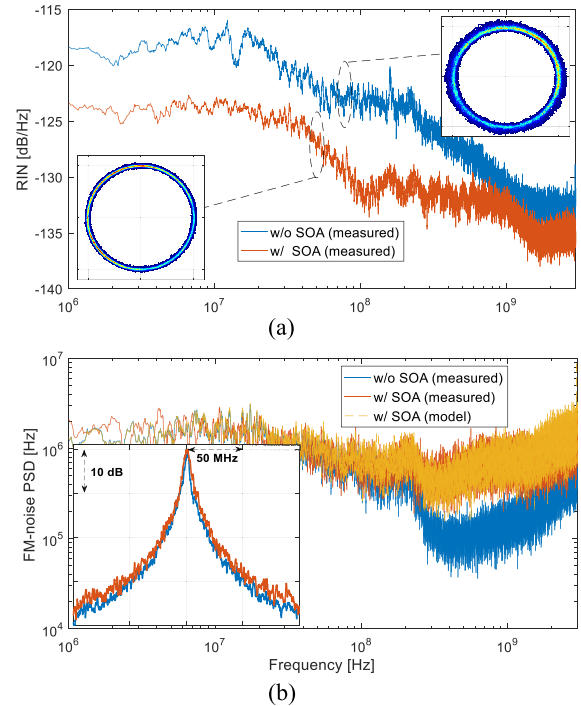 -115
-120
-125
-130
-135
-140
RIN [dB/Hz]
w/o SOA (measured)
w/  SOA (measured)
10^6
10^7
10^8
10^9
(a)
10^7
10^6
10^5
10^4
FM-noise PSD [Hz]
w/o SOA (measured)
w/ SOA (measured)
w/ SOA (model)
50 MHz
10 dB
10^6
10^7
10^8
10^9
Frequency [Hz]
(b)